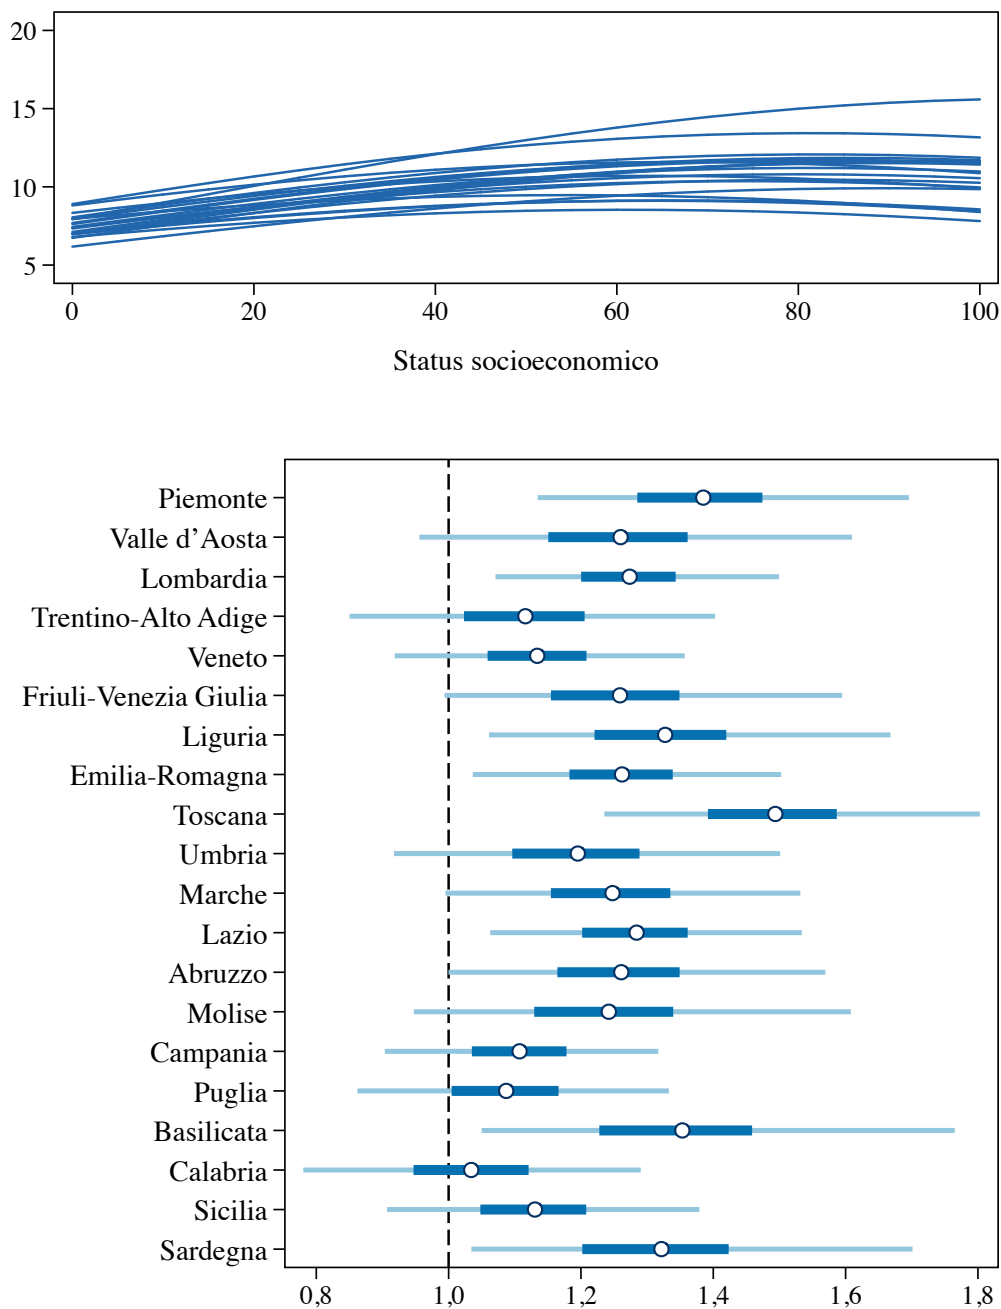 20
15
10
5
0 20 40 60 80 100
Status socioeconomico
Piemonte
Valle d’Aosta
Lombardia
Trentino-Alto Adige
Veneto
Friuli-Venezia Giulia
Liguria
Emilia-Romagna
Toscana
Umbria
Marche
Lazio
Abruzzo
Molise
Campania
Puglia
Basilicata
Calabria
Sicilia
Sardegna
0,8 1,0 1,2 1,4 1,6 1,8